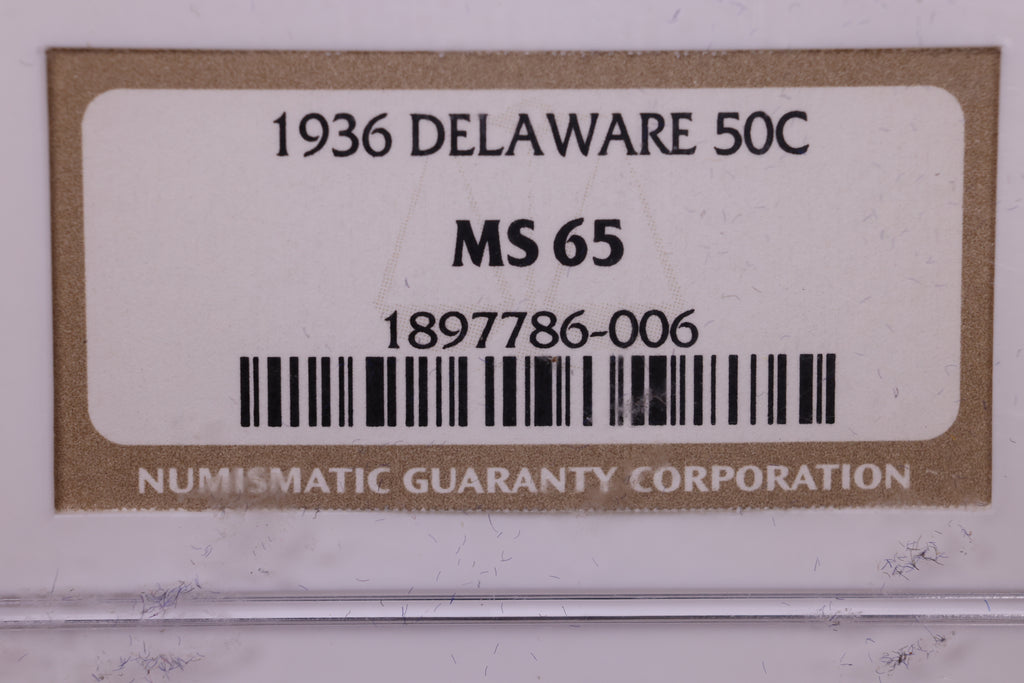 1936 DELAWARE 50C
MS 65
1897786-006
NUMISMATIC GUARANTY CORPORATION